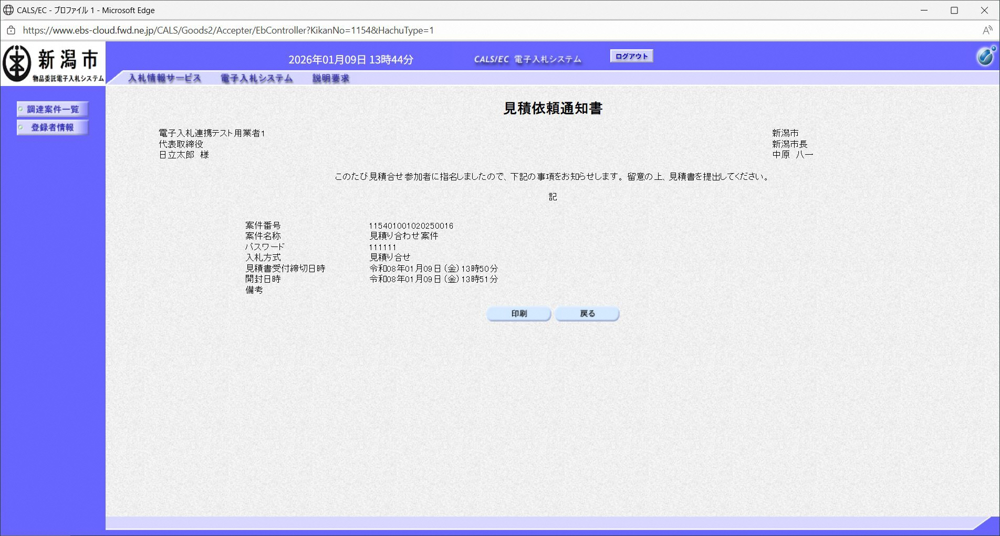 CALS/EC - プロファイル 1 - Microsoft Edge
https://www.ebs-cloud.fwd.ne.jp/CALS/Goods2/Accepter/EbController?KikanNo=1154&HachuType=1
新潟市
物品委託電子入札システム
2026年01月09日 13時44分
CALS/EC 電子入札システム
ログアウト
入札情報サービス 電子入札システム 説明要求
調達案件一覧
登録者情報
見積依頼通知書
電子入札連携テスト用業者1
代表取締役
日立太郎 様
新潟市
新潟市長
中原 八一
このたび見積合せ参加者に指名しましたので、下記の事項をお知らせします。留意の上、見積書を提出してください。
記
案件番号 115401001020250016
案件名称 見積り合わせ案件
パスワード 111111
入札方式 見積り合せ
見積書受付締切日時 令和08年01月09日(金)13時50分
開封日時 令和08年01月09日(金)13時51分
備考
印刷 戻る